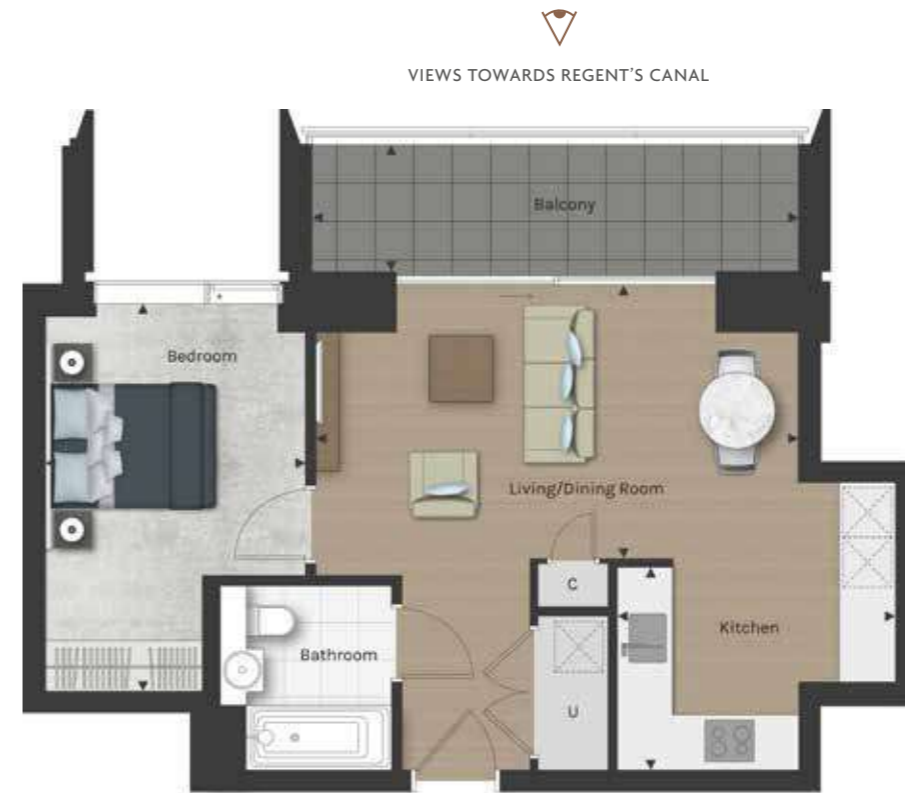 VIEWS TOWARDS REGENT'S CANAL
Balcony
Bedroom
Living/Dining Room
C
Kitchen
Bathroom
U